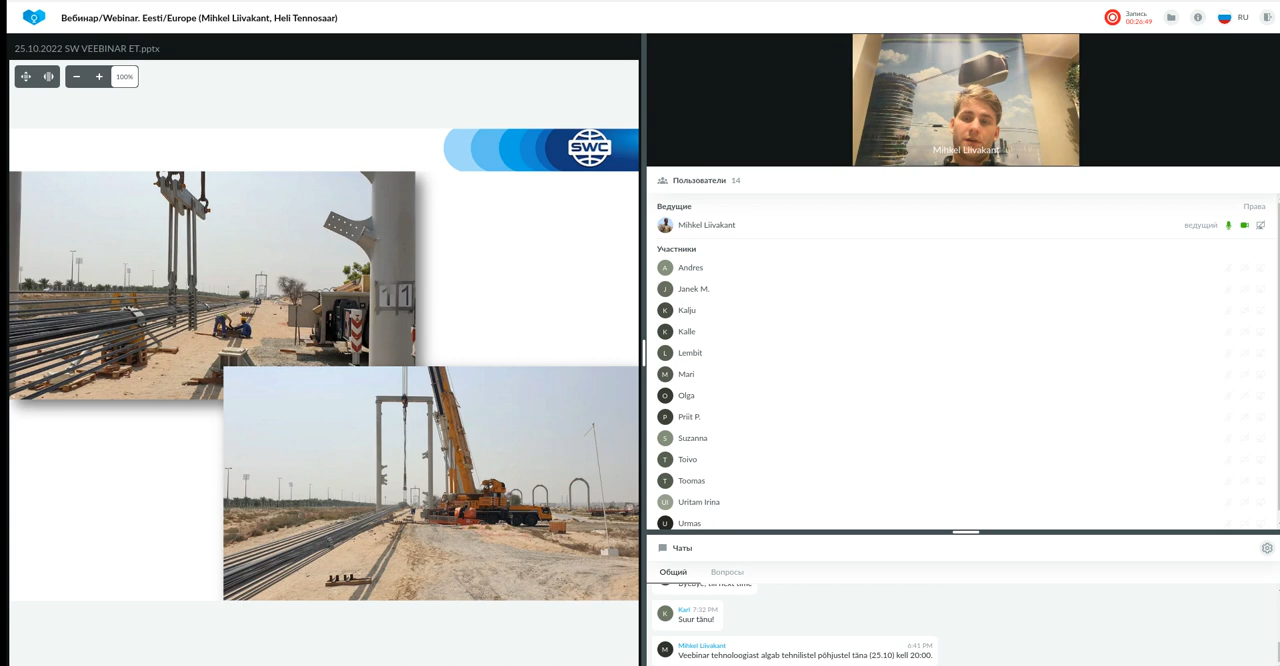 Вебинар/Webinar. Eesti/Europe (Mihkel Liivakant, Heli Tennosaar)
Запись
00:26:49
RU
25.10.2022 SW VEEBINAR ET.pptx
100%
SWC
11
Mihkel Liivakant
Пользователи 14
Ведущие Права
Mihkel Liivakant ведущий
Участники
A Andres
J Janek M.
K Kalju
K Kalle
L Lembit
M Mari
O Olga
P Priit P.
S Suzanna
T Toivo
T Toomas
UI Uritam Irina
U Urmas
Чаты
Общий Вопросы
K Karl 7:32 PM
Suur tänu!
M Mihkel Liivakant 6:41 PM
Veebinar tehnoloogiast algab tehnilistel põhjustel täna (25.10) kell 20:00.